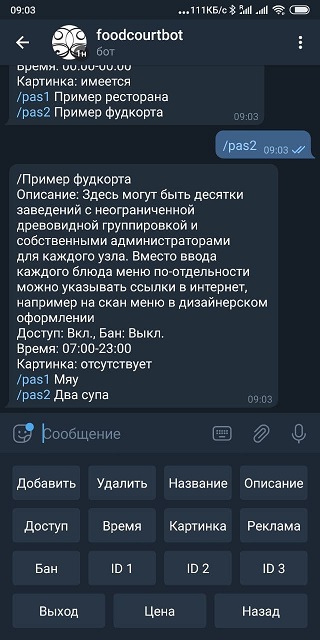 09:03
...111КБ/с
foodcourtbot
1н
бот
Время: 00:00-00:00
Картинка: имеется
/pas1 Пример ресторана
/pas2 Пример фудкорта
09:03
/pas2 09:03
/Пример фудкорта
Описание: Здесь могут быть десятки
заведений с неограниченной
древовидной группировкой и
собственными администраторами
для каждого узла. Вместо ввода
каждого блюда меню по-отдельности
можно указывать ссылки в интернет,
например на скан меню в дизайнерском
оформлении
Доступ: Вкл., Бан: Выкл.
Время: 07:00-23:00
Картинка: отсутствует
/pas1 Мяу
/pas2 Два супа
09:03
Сообщение
Добавить Удалить Название Описание
Доступ Время Картинка Реклама
Бан ID 1 ID 2 ID 3
Выход Цена Назад